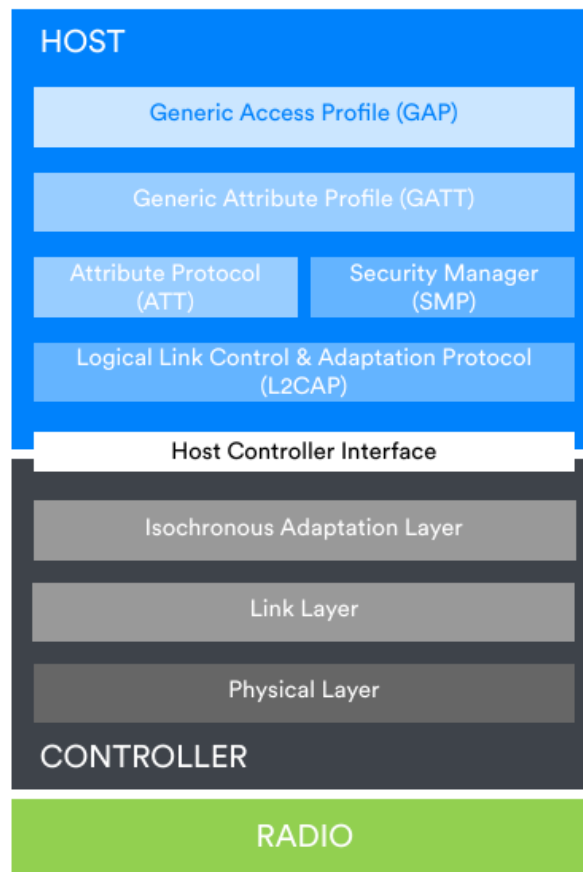 HOST
Generic Access Profile (GAP)
Generic Attribute Profile (GATT)
Attribute Protocol
(ATT)
Security Manager
(SMP)
Logical Link Control & Adaptation Protocol
(L2CAP)
Host Controller Interface
Isochronous Adaptation Layer
Link Layer
Physical Layer
CONTROLLER
RADIO